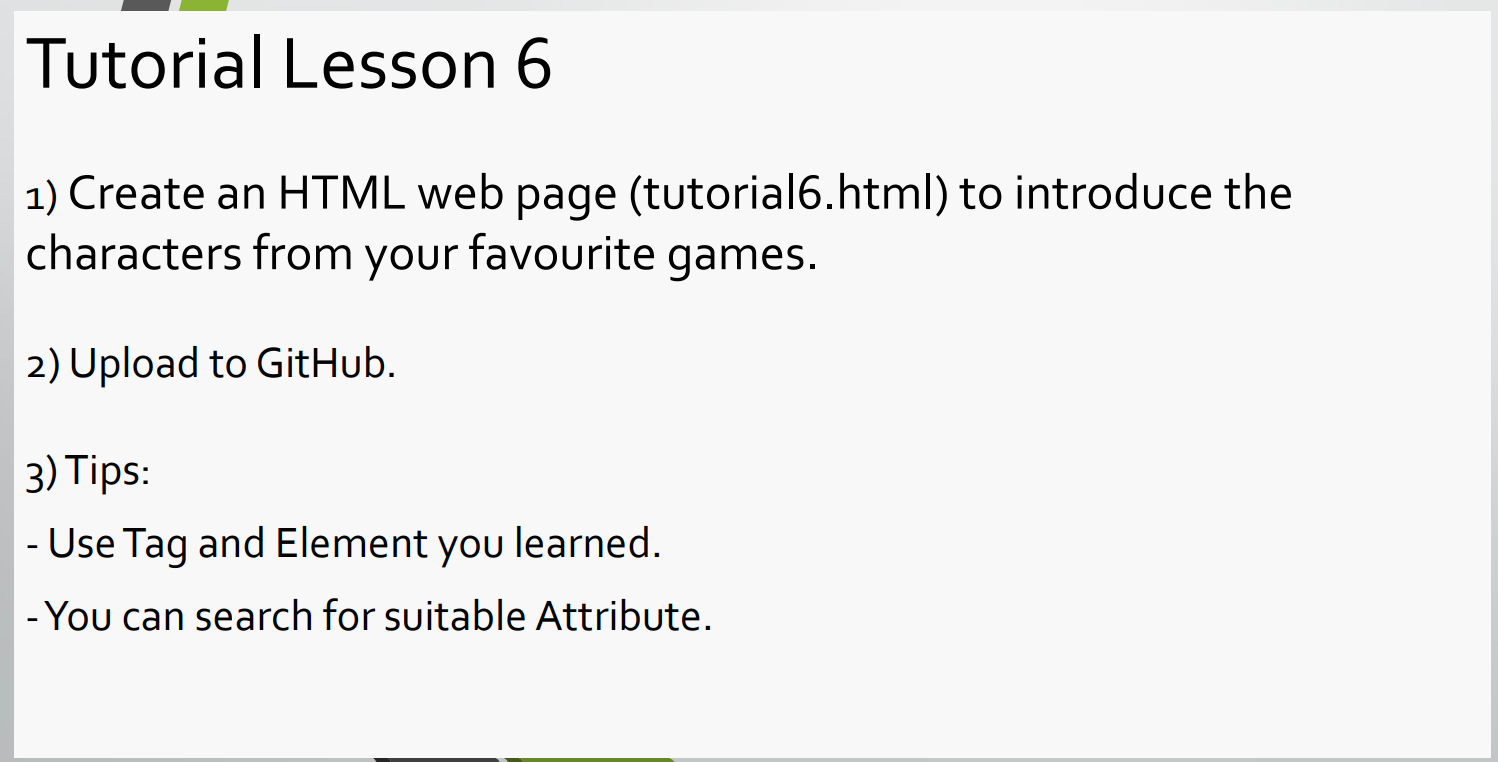 Tutorial Lesson 6
1) Create an HTML web page (tutorial6.html) to introduce the
characters from your favourite games.
2) Upload to GitHub.
3) Tips:
- Use Tag and Element you learned.
- You can search for suitable Attribute.